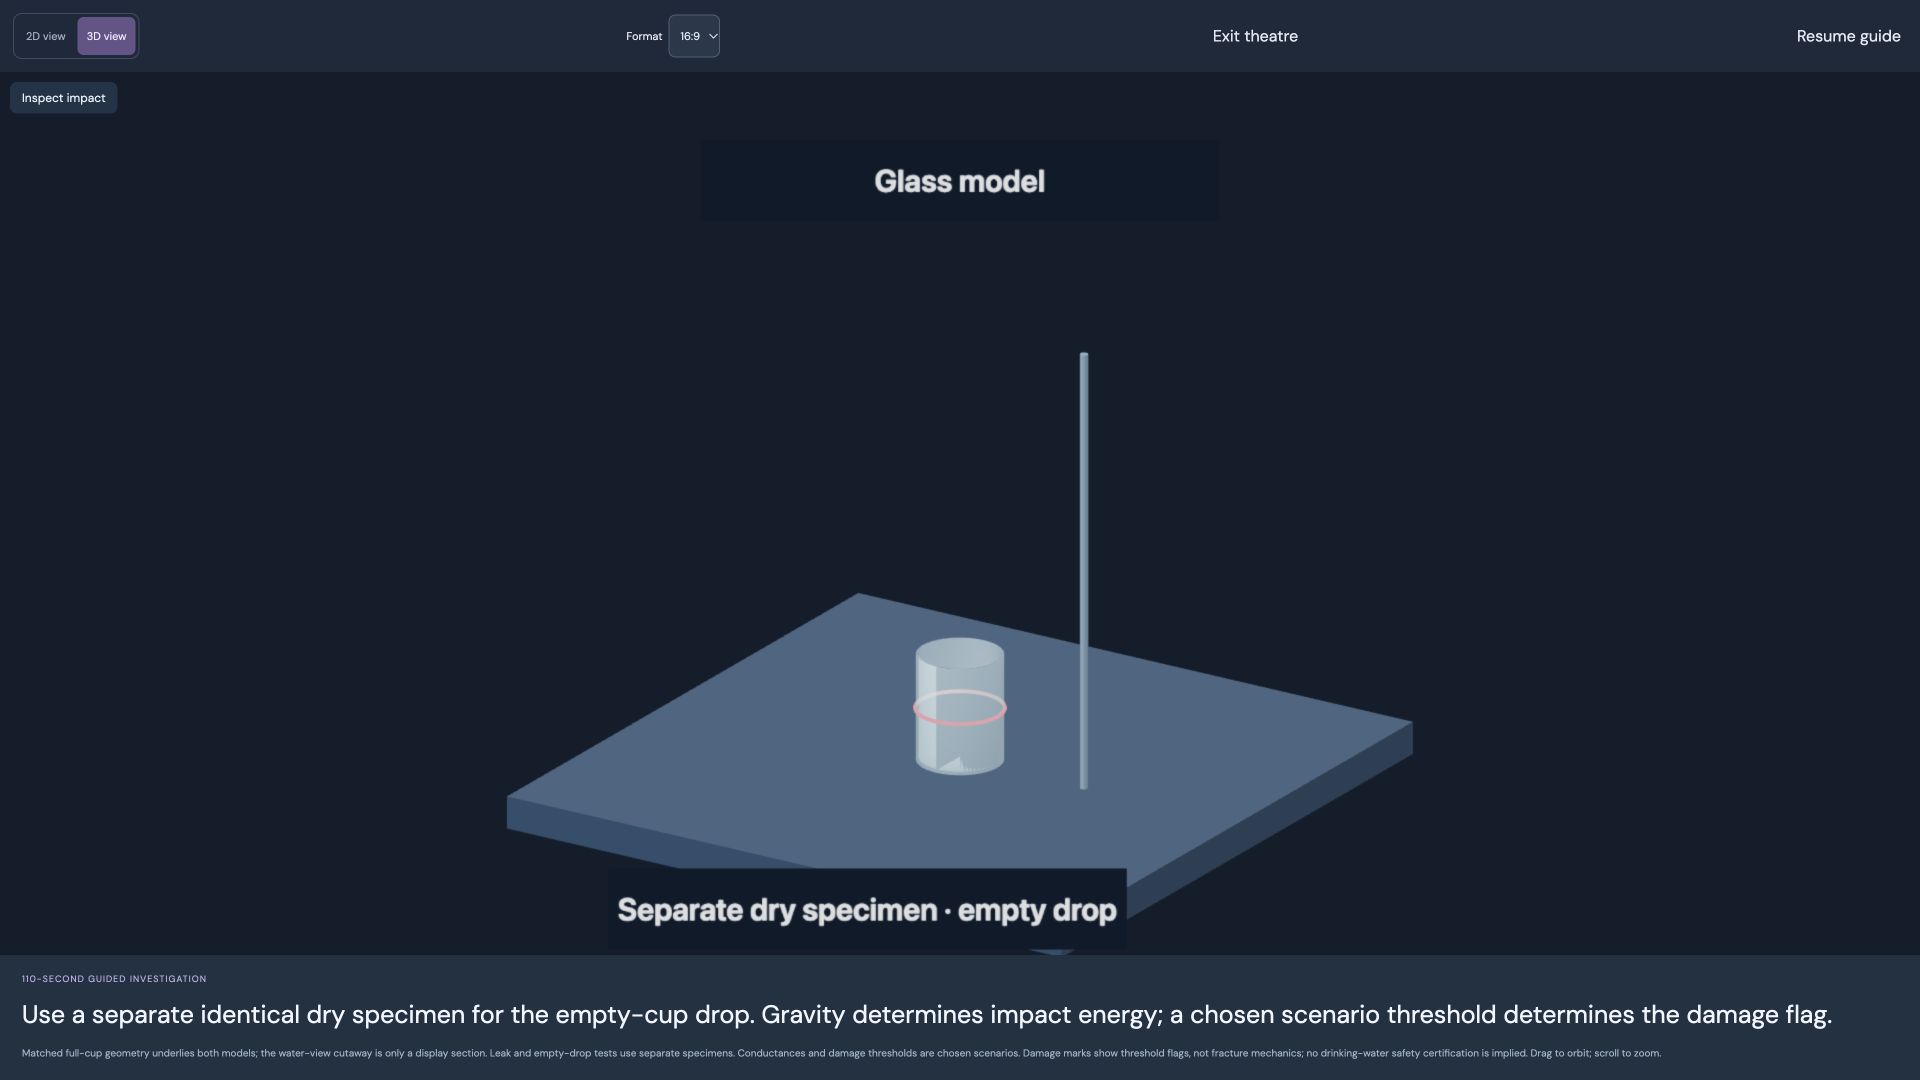 2D view
3D view
Format
16:9
Exit theatre
Resume guide
Inspect impact
Glass model
Separate dry specimen · empty drop
110-SECOND GUIDED INVESTIGATION
Use a separate identical dry specimen for the empty-cup drop. Gravity determines impact energy; a chosen scenario threshold determines the damage flag.
Matched full-cup geometry underlies both models; the water-view cutaway is only a display section. Leak and empty-drop tests use separate specimens. Conductances and damage thresholds are chosen scenarios. Damage marks show threshold flags, not fracture mechanics; no drinking-water safety certification is implied. Drag to orbit; scroll to zoom.